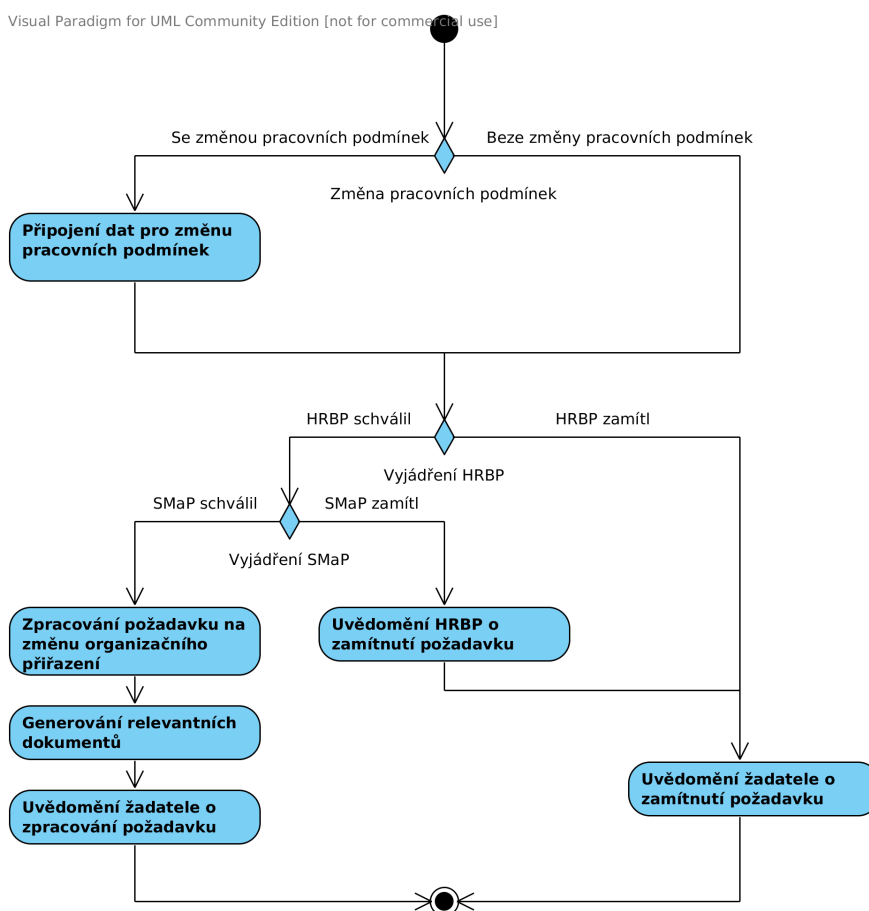 Visual Paradigm for UML Community Edition [not for commercial use]
Se změnou pracovních podmínek
Beze změny pracovních podmínek
Změna pracovních podmínek
Připojení dat pro změnu
pracovních podmínek
HRBP schválil
HRBP zamítl
Vyjádření HRBP
SMaP schválil
SMaP zamítl
Vyjádření SMaP
Zpracování požadavku na
změnu organizačního
přiřazení
Uvědomění HRBP o
zamítnutí požadavku
Generování relevantních
dokumentů
Uvědomění žadatele o
zamítnutí požadavku
Uvědomění žadatele o
zpracování požadavku